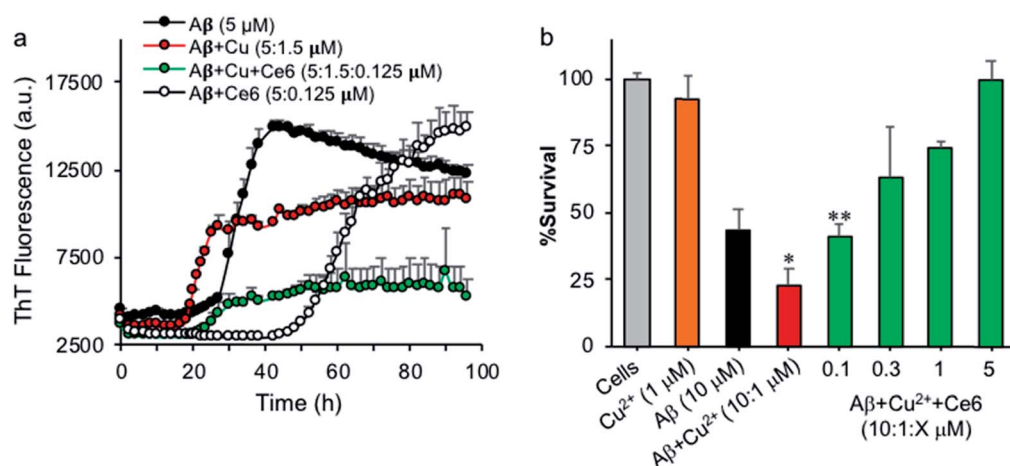 a
Aβ (5 μM)
Aβ+Cu (5:1.5 μM)
Aβ+Cu+Ce6 (5:1.5:0.125 μM)
Aβ+Ce6 (5:0.125 μM)
ThT Fluorescence (a.u.)
17500
12500
7500
2500
0 20 40 60 80 100
Time (h)
b
%Survival
100
75
50
25
0
**
*
Cells
Cu²⁺ (1 μM)
Aβ (10 μM)
Aβ+Cu²⁺ (10:1 μM)
0.1 0.3 1 5
Aβ+Cu²⁺+Ce6
(10:1:X μM)